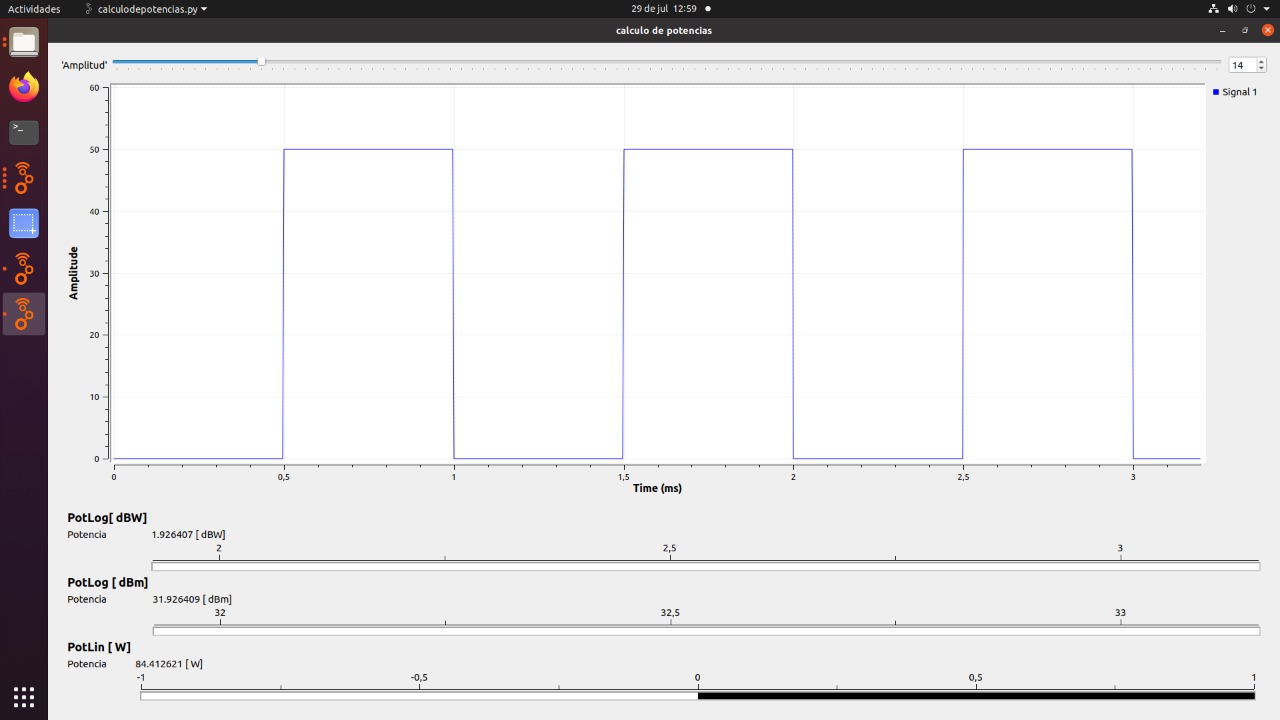 Actividades calculodepotencias.py 29 de jul 12:59
calculo de potencias
'Amplitud' 14
60
50
40
30
20
10
0
Amplitude
Signal 1
0 0,5 1 1,5 2 2,5 3
Time (ms)
PotLog[ dBW]
Potencia 1.926407 [ dBW]
2 2,5 3
PotLog [ dBm]
Potencia 31.926409 [ dBm]
32 32,5 33
PotLin [ W]
Potencia 84.412621 [ W]
-1 -0,5 0 0,5 1